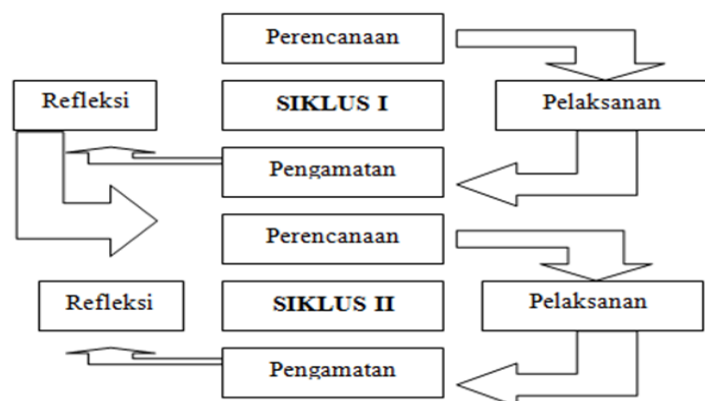 Perencanaan
Refleksi
SIKLUS I
Pelaksanan
Pengamatan
Perencanaan
Refleksi
SIKLUS II
Pelaksanan
Pengamatan